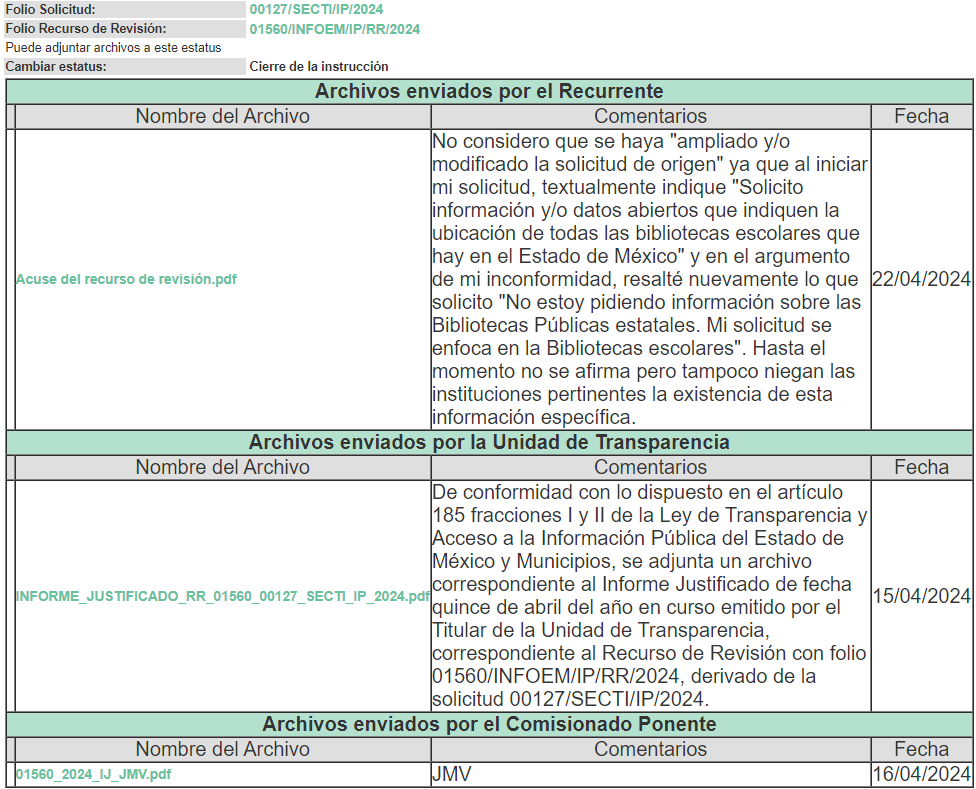 Folio Solicitud: 00127/SECTI/IP/2024
Folio Recurso de Revisión: 01560/INFOEM/IP/RR/2024
Puede adjuntar archivos a este estatus
Cambiar estatus: Cierre de la instrucción
Archivos enviados por el Recurrente
Nombre del Archivo Comentarios Fecha
No considero que se haya "ampliado y/o
modificado la solicitud de origen" ya que al iniciar
mi solicitud, textualmente indique "Solicito
información y/o datos abiertos que indiquen la
ubicación de todas las bibliotecas escolares que
hay en el Estado de México" y en el argumento
Acuse del recurso de revisión.pdf de mi inconformidad, resalté nuevamente lo que 22/04/2024
solicito "No estoy pidiendo información sobre las
Bibliotecas Públicas estatales. Mi solicitud se
enfoca en la Bibliotecas escolares". Hasta el
momento no se afirma pero tampoco niegan las
instituciones pertinentes la existencia de esta
información específica.
Archivos enviados por la Unidad de Transparencia
Nombre del Archivo Comentarios Fecha
De conformidad con lo dispuesto en el artículo
185 fracciones I y II de la Ley de Transparencia y
Acceso a la Información Pública del Estado de
México y Municipios, se adjunta un archivo
correspondiente al Informe Justificado de fecha
INFORME_JUSTIFICADO_RR_01560_00127_SECTI_IP_2024.pdf quince de abril del año en curso emitido por el 15/04/2024
Titular de la Unidad de Transparencia,
correspondiente al Recurso de Revisión con folio
01560/INFOEM/IP/RR/2024, derivado de la
solicitud 00127/SECTI/IP/2024.
Archivos enviados por el Comisionado Ponente
Nombre del Archivo Comentarios Fecha
01560_2024_IJ_JMV.pdf JMV 16/04/2024